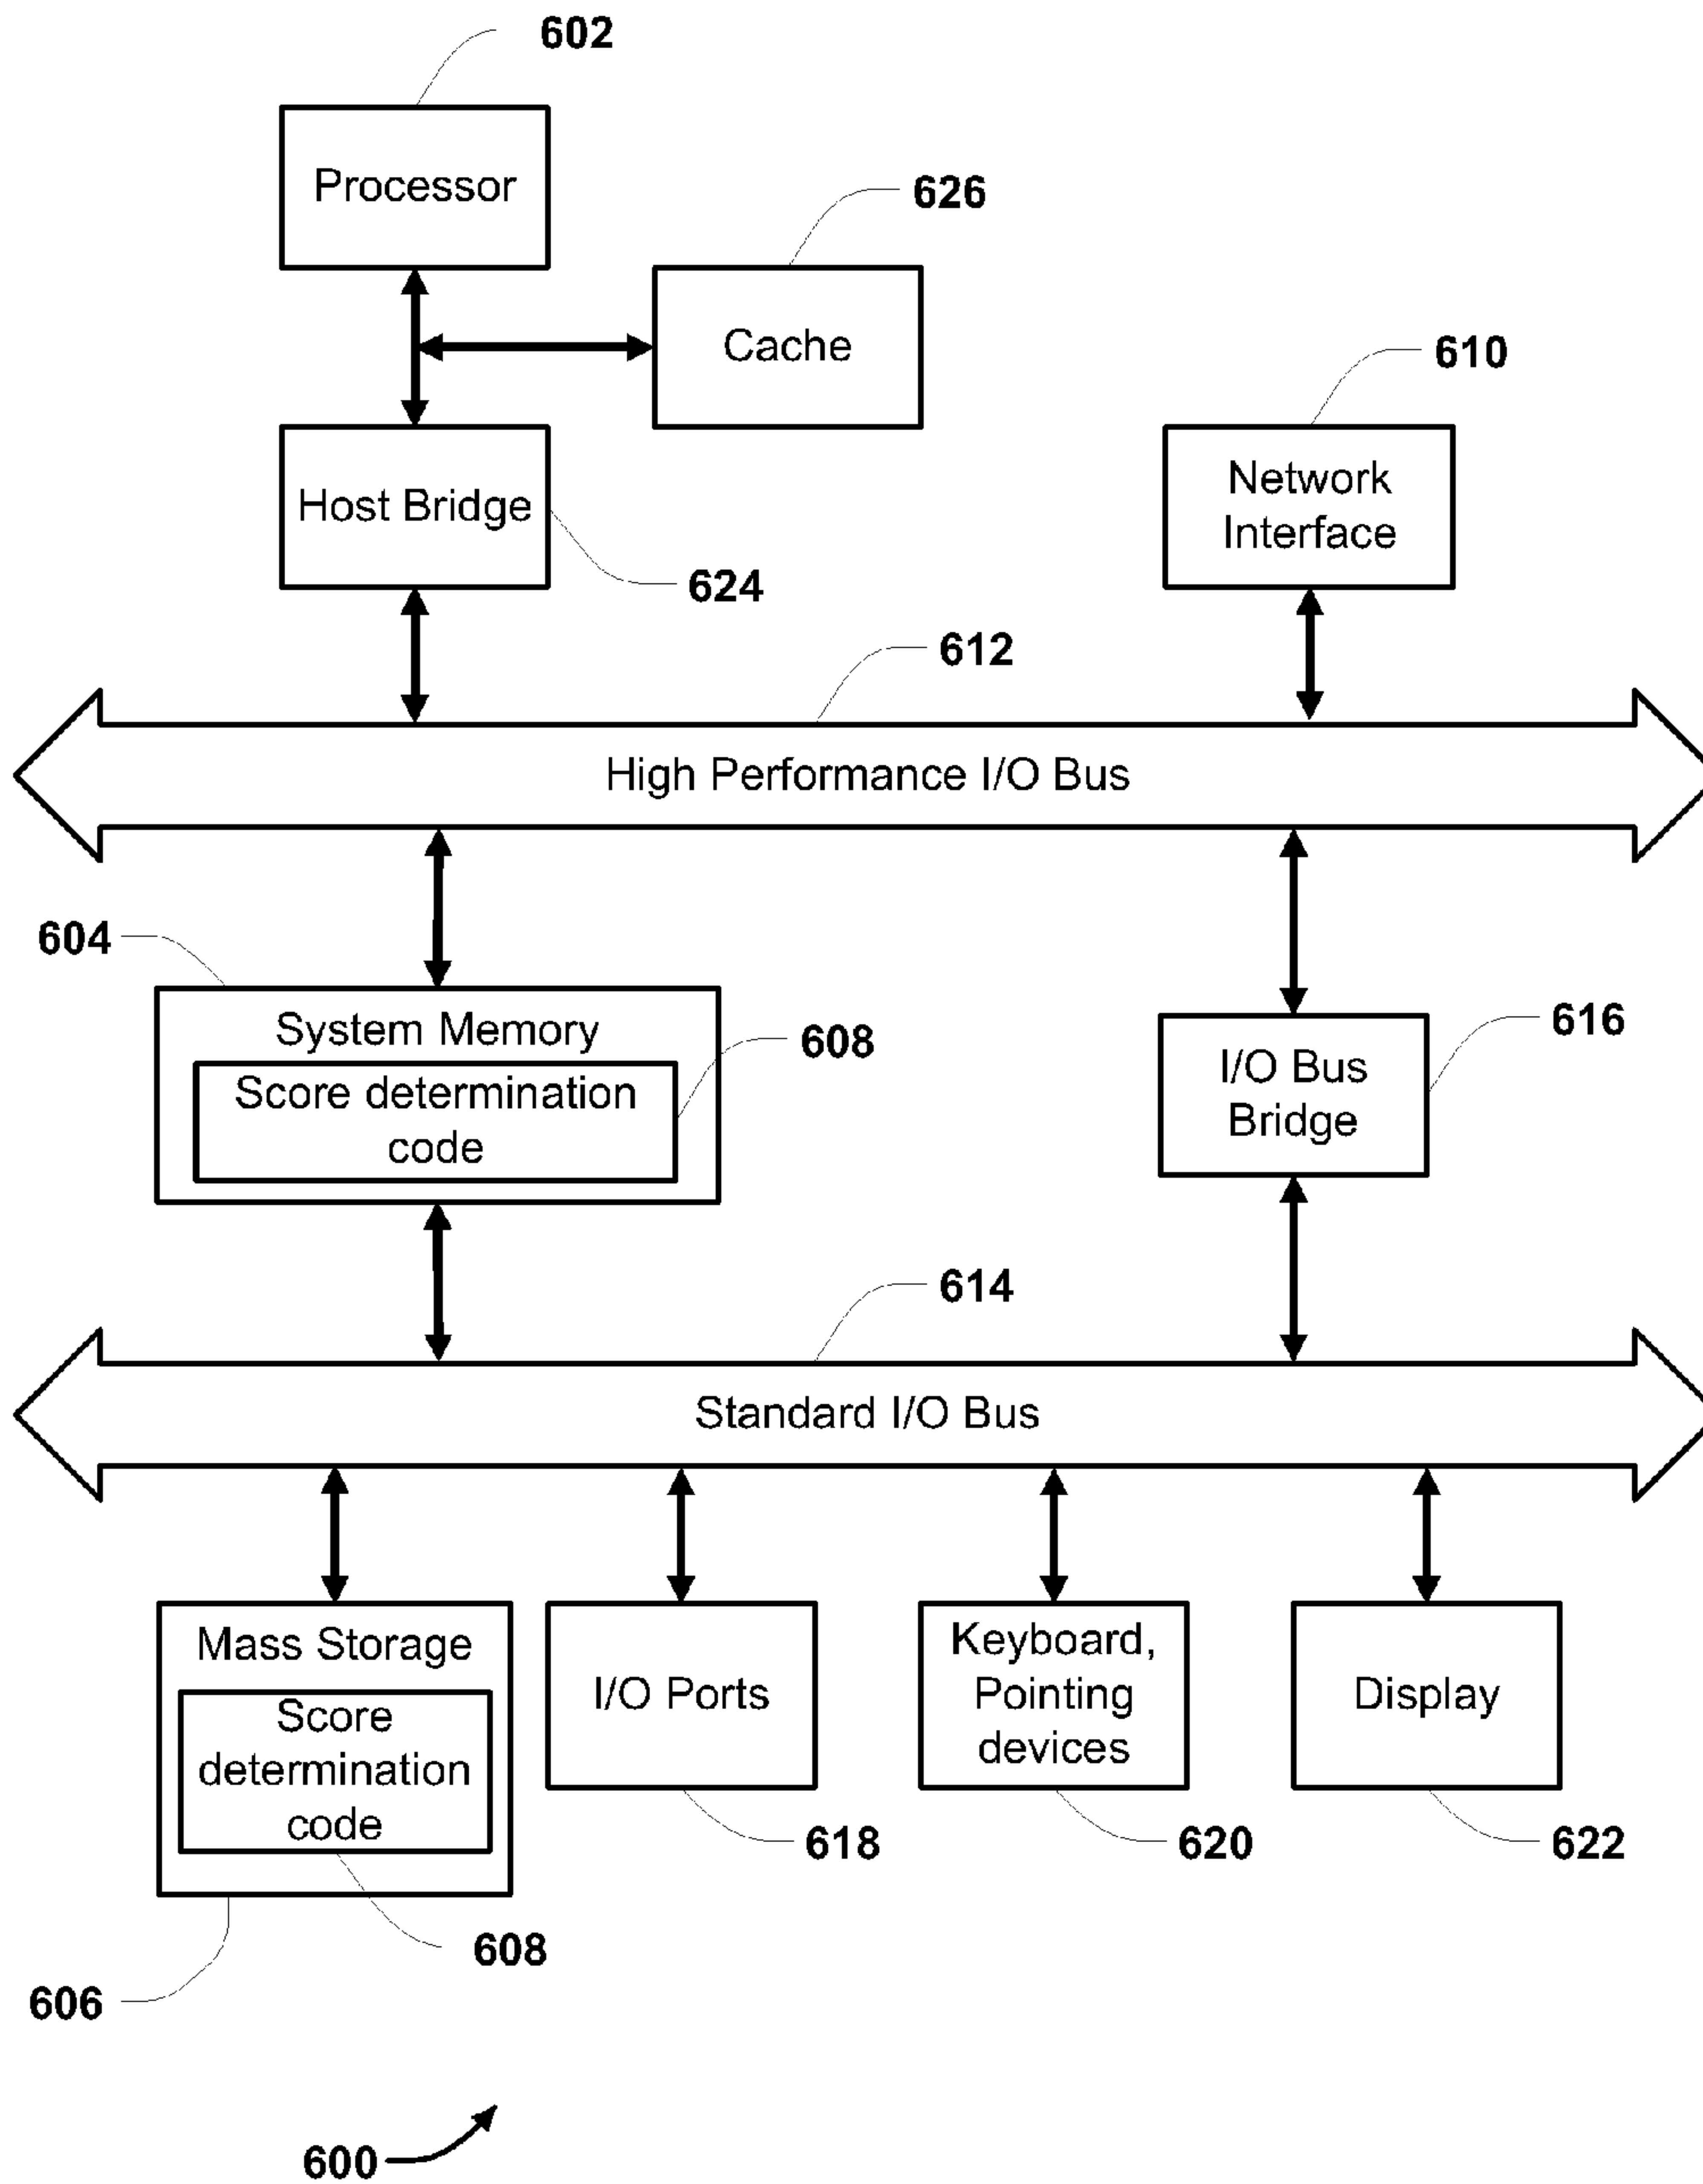 602
Processor
626
Cache
610
Network
Interface
Host Bridge
624
612
High Performance I/O Bus
604
System Memory
608
Score determination
code
616
I/O Bus
Bridge
614
Standard I/O Bus
Mass Storage
Score
determination
code
I/O Ports
Keyboard,
Pointing
devices
Display
618
620
622
608
606
600